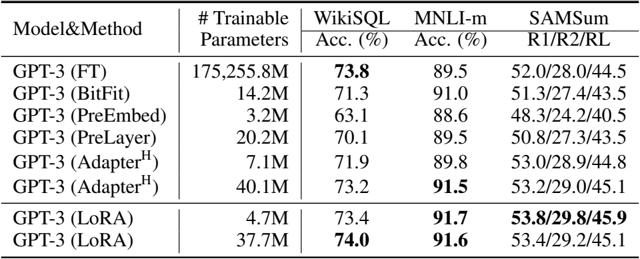 Model&Method # Trainable Parameters WikiSQL MNLI-m SAMSum
Acc. (%) Acc. (%) R1/R2/RL
GPT-3 (FT) 175,255.8M 73.8 89.5 52.0/28.0/44.5
GPT-3 (BitFit) 14.2M 71.3 91.0 51.3/27.4/43.5
GPT-3 (PreEmbed) 3.2M 63.1 88.6 48.3/24.2/40.5
GPT-3 (PreLayer) 20.2M 70.1 89.5 50.8/27.3/43.5
GPT-3 (AdapterH) 7.1M 71.9 89.8 53.0/28.9/44.8
GPT-3 (AdapterH) 40.1M 73.2 91.5 53.2/29.0/45.1
GPT-3 (LoRA) 4.7M 73.4 91.7 53.8/29.8/45.9
GPT-3 (LoRA) 37.7M 74.0 91.6 53.4/29.2/45.1